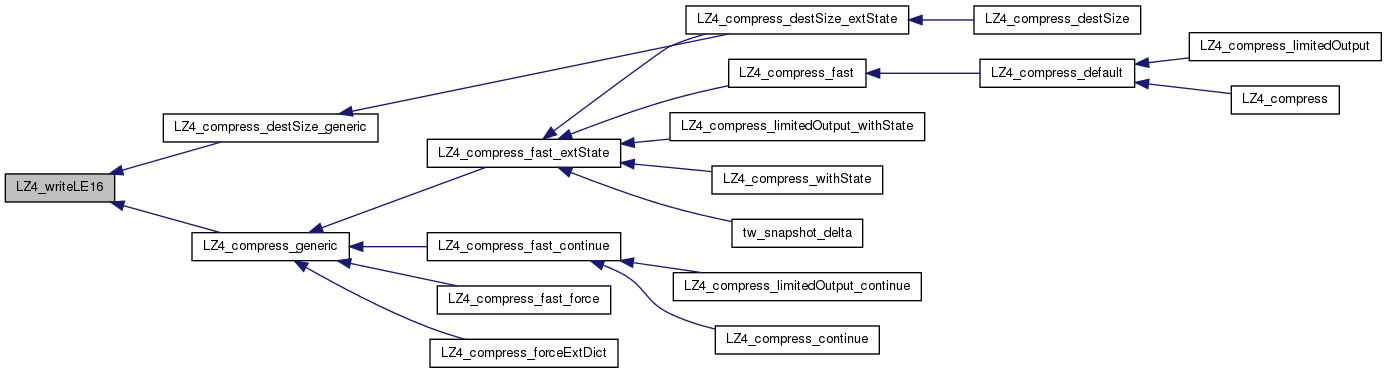 LZ4_compress_destSize_extState
LZ4_compress_destSize
LZ4_compress_limitedOutput
LZ4_compress_fast
LZ4_compress_default
LZ4_compress
LZ4_compress_destSize_generic
LZ4_compress_limitedOutput_withState
LZ4_compress_fast_extState
LZ4_compress_withState
LZ4_writeLE16
tw_snapshot_delta
LZ4_compress_generic
LZ4_compress_fast_continue
LZ4_compress_limitedOutput_continue
LZ4_compress_fast_force
LZ4_compress_continue
LZ4_compress_forceExtDict